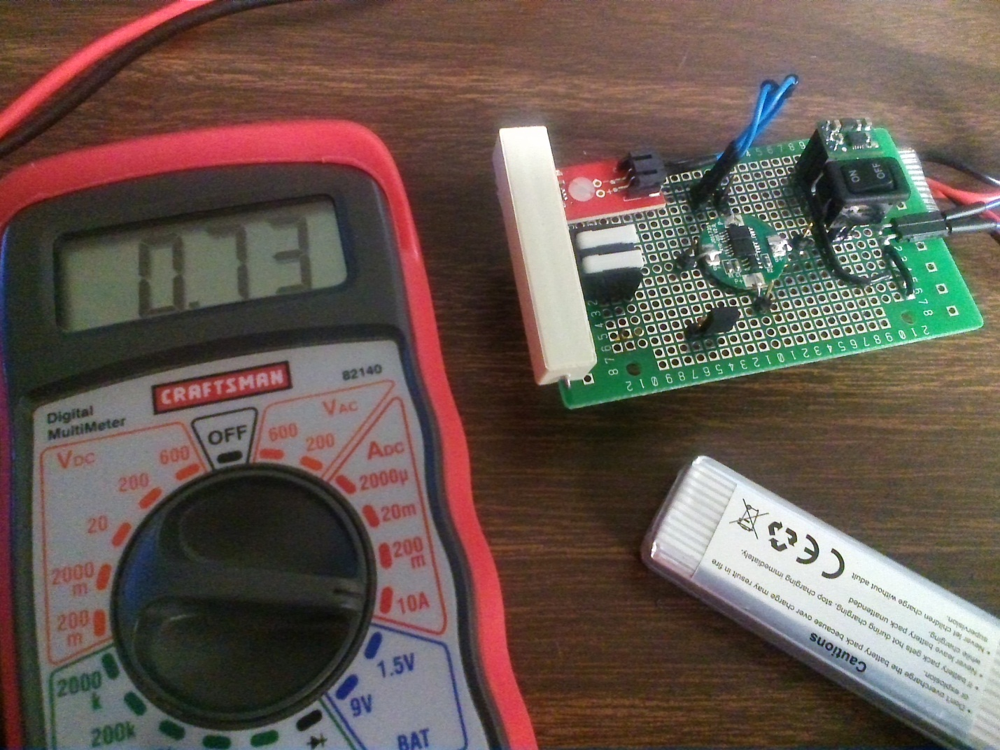 0.73
CRAFTSMAN
82140
Digital
MultiMeter
OFF
VDC
600
200
20
2000
m
200
m
VAC
600
200
ADC
2000µ
20m
200
m
10A
1.5V
9V
BAT
2000
k
200k
ON
OFF
CE
Cautions
• Don't overcharge the battery pack because over charge may result in fire
or explosion.
• If battery pack gets hot during charging, stop charging immediately.
• Never leave battery pack unattended
while charging.
• Never let children charge without adult
supervision.